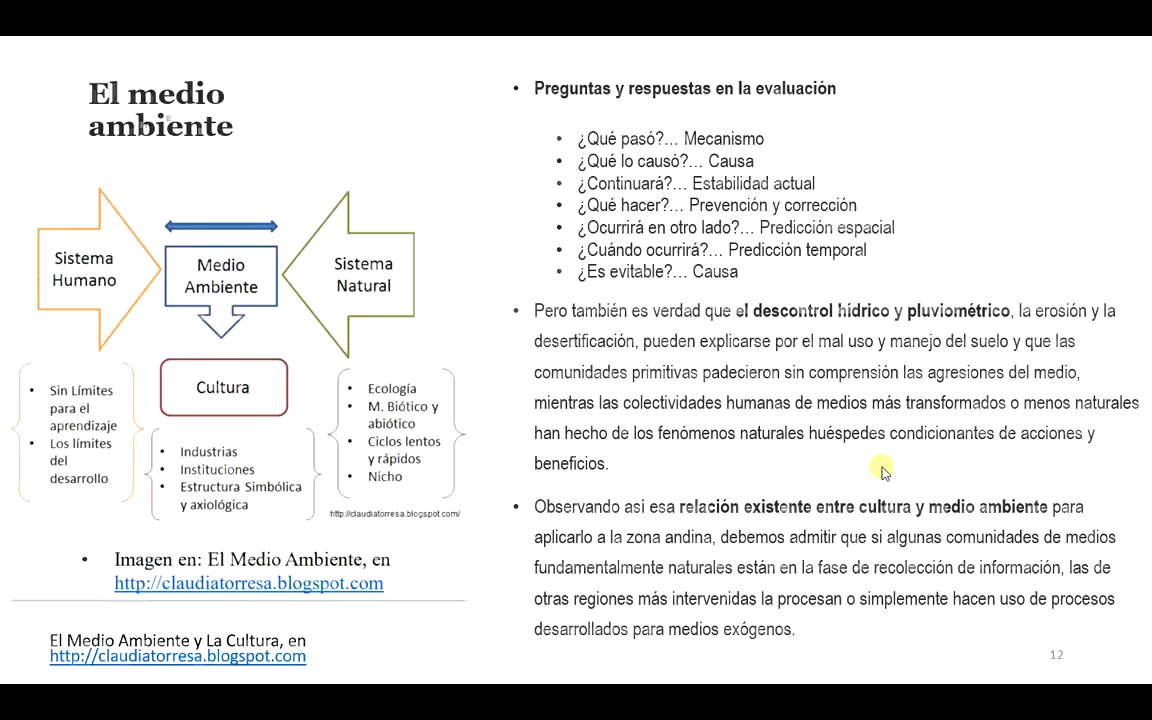 El medio
ambiente
Sistema
Humano
Medio
Ambiente
Sistema
Natural
Cultura
• Sin Límites
para el
aprendizaje
• Los límites
del
desarrollo
• Industrias
• Instituciones
• Estructura Simbólica
y axiológica
• Ecología
• M. Biótico y
abiótico
• Ciclos lentos
y rápidos
• Nicho
http://claudiatorresa.blogspot.com/
• Imagen en: El Medio Ambiente, en
http://claudiatorresa.blogspot.com
El Medio Ambiente y La Cultura, en
http://claudiatorresa.blogspot.com
• Preguntas y respuestas en la evaluación
• ¿Qué pasó?… Mecanismo
• ¿Qué lo causó?… Causa
• ¿Continuará?… Estabilidad actual
• ¿Qué hacer?… Prevención y corrección
• ¿Ocurrirá en otro lado?… Predicción espacial
• ¿Cuándo ocurrirá?… Predicción temporal
• ¿Es evitable?… Causa
• Pero también es verdad que el descontrol hídrico y pluviométrico, la erosión y la
desertificación, pueden explicarse por el mal uso y manejo del suelo y que las
comunidades primitivas padecieron sin comprensión las agresiones del medio,
mientras las colectividades humanas de medios más transformados o menos naturales
han hecho de los fenómenos naturales huéspedes condicionantes de acciones y
beneficios.
• Observando así esa relación existente entre cultura y medio ambiente para
aplicarlo a la zona andina, debemos admitir que si algunas comunidades de medios
fundamentalmente naturales están en la fase de recolección de información, las de
otras regiones más intervenidas la procesan o simplemente hacen uso de procesos
desarrollados para medios exógenos.
12